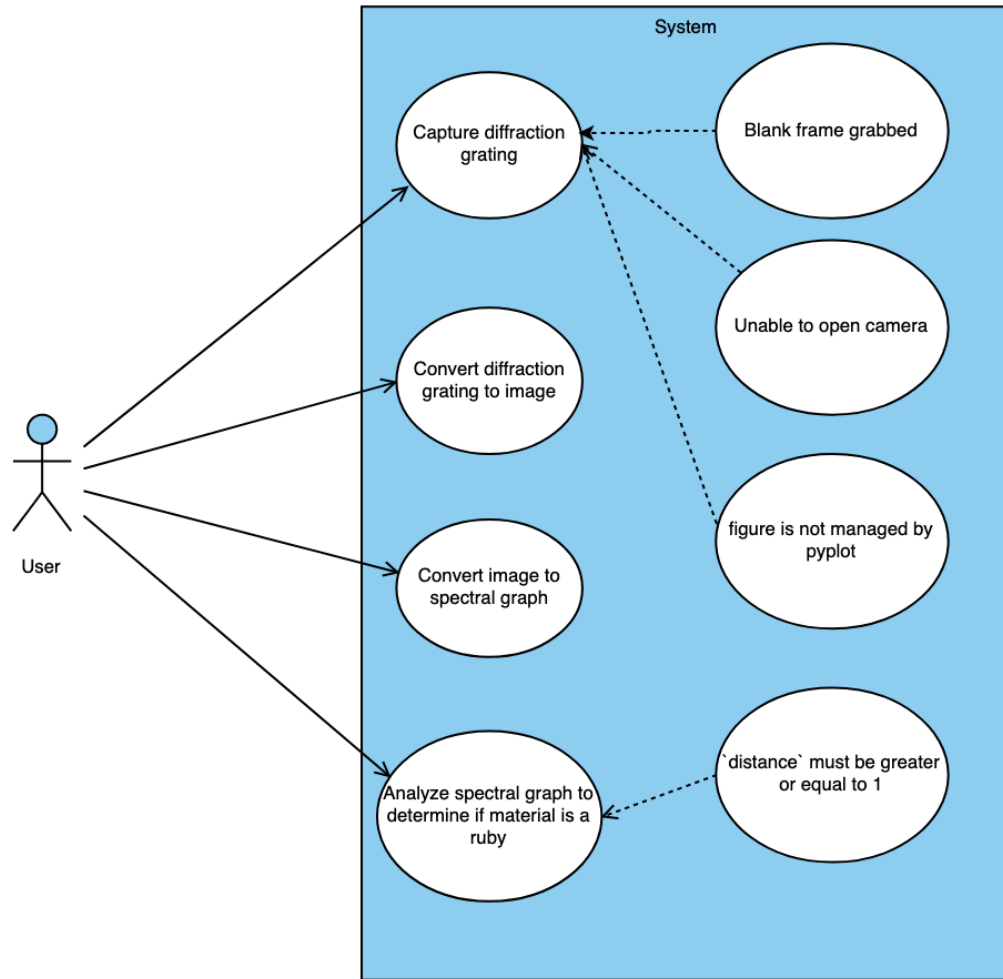 System
Capture diffraction
grating
Blank frame grabbed
Unable to open camera
Convert diffraction
grating to image
User
figure is not managed by
pyplot
Convert image to
spectral graph
Analyze spectral graph to
determine if material is a
ruby
`distance` must be greater
or equal to 1